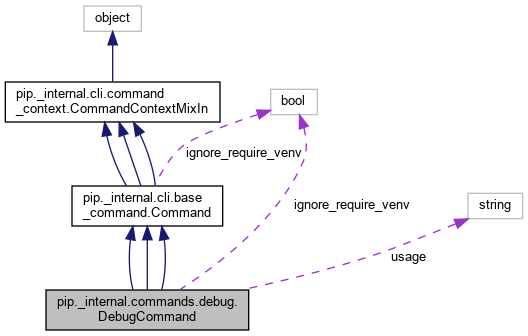 object
pip._internal.cli.command
_context.CommandContextMixIn
bool
ignore_require_venv
pip._internal.cli.base
_command.Command
ignore_require_venv
string
usage
pip._internal.commands.debug.
DebugCommand